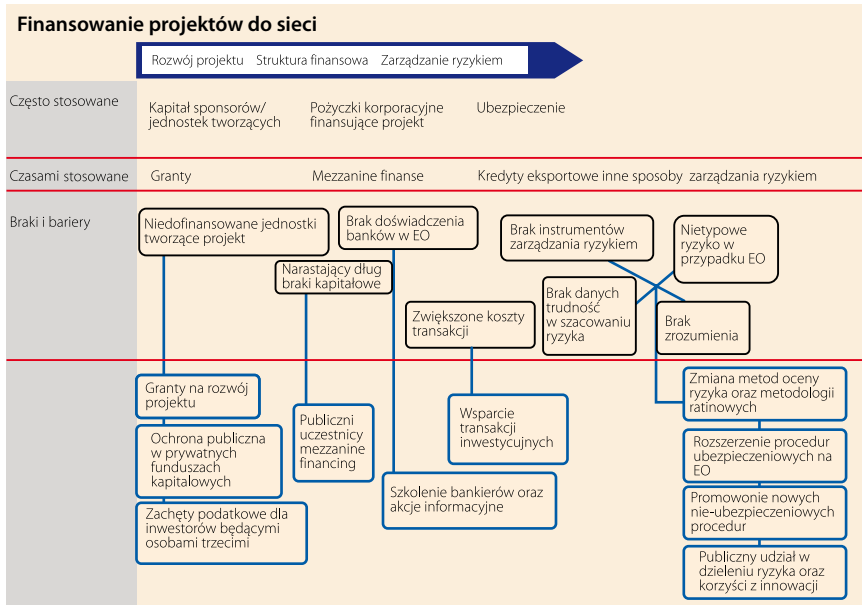 Finansowanie projektów do sieci
Rozwój projektu Struktura finansowa Zarządzanie ryzykiem
Często stosowane
Kapitał sponsorów/
jednostek tworzących
Pożyczki korporacyjne
finansujące projekt
Ubezpieczenie
Czasami stosowane
Granty
Mezzanine finanse
Kredyty eksportowe inne sposoby zarządzania ryzykiem
Braki i bariery
Niedofinansowane jednostki
tworzące projekt
Brak doświadczenia
banków w EO
Brak instrumentów
zarządzania ryzykiem
Nietypowe
ryzyko w
przypadku EO
Narastający dług
braki kapitałowe
Zwiększone koszty
transakcji
Brak danych
trudność
w szacowaniu
ryzyka
Brak
zrozumienia
Granty na rozwój
projektu
Ochrona publiczna
w prywatnych
funduszach
kapitalowych
Zachęty podatkowe dla
inwestorów będącymi
osobami trzecimi
Publiczni
uczestnicy
mezzanine
financing
Szkolenie bankierów oraz
akcje informacyjne
Wsparcie
transakcji
inwestycujnych
Zmiana metod oceny
ryzyka oraz metodologii
ratinowych
Rozszerzenie procedur
ubezpieczeniowych na
EO
Promowonie nowych
nie-ubezpieczeniowych
procedur
Publiczny udział w
dzieleniu ryzyka oraz
korzyści z innowacji